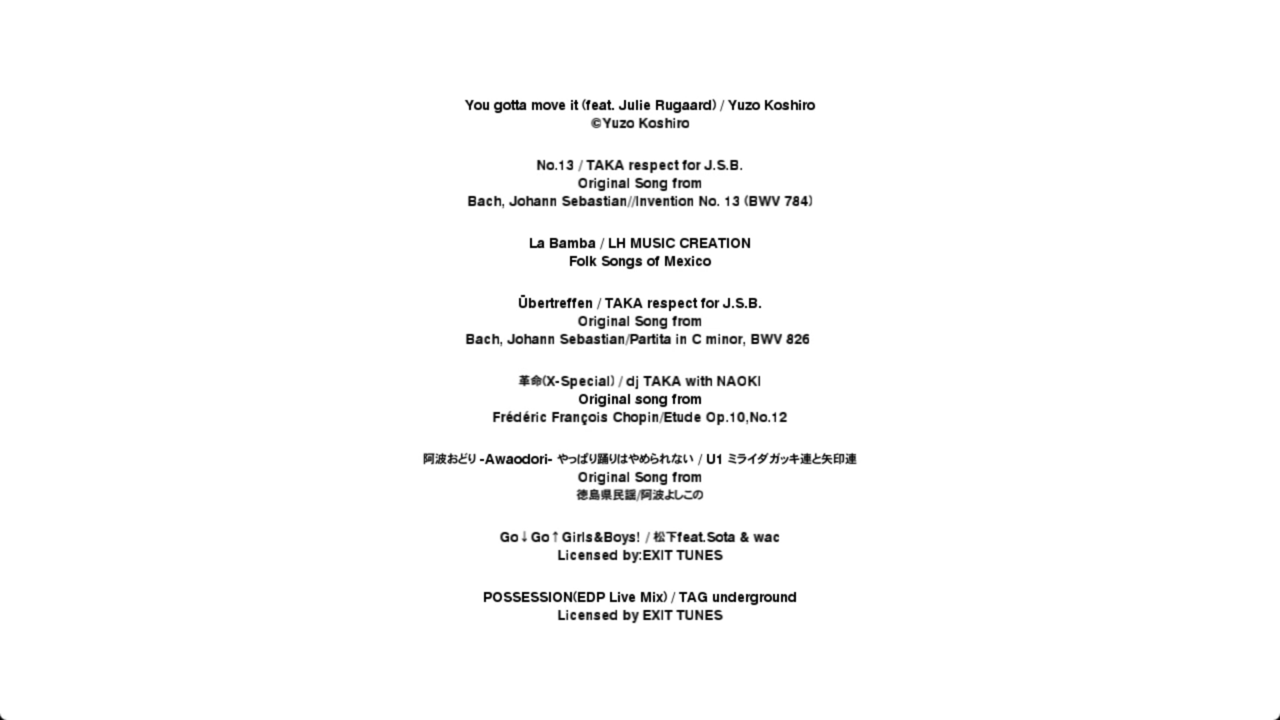 You gotta move it (feat. Julie Rugaard) / Yuzo Koshiro
©Yuzo Koshiro
No.13 / TAKA respect for J.S.B.
Original Song from
Bach, Johann Sebastian//Invention No. 13 (BWV 784)
La Bamba / LH MUSIC CREATION
Folk Songs of Mexico
Übertreffen / TAKA respect for J.S.B.
Original Song from
Bach, Johann Sebastian/Partita in C minor, BWV 826
革命(X-Special) / dj TAKA with NAOKI
Original song from
Frédéric François Chopin/Etude Op.10,No.12
阿波おどり -Awaodori- やっぱり踊りはやめられない / U1 ミライダガッキ連と矢印連
Original Song from
徳島県民謡/阿波よしこの
Go↓Go↑Girls&Boys! / 松下feat.Sota & wac
Licensed by:EXIT TUNES
POSSESSION(EDP Live Mix) / TAG underground
Licensed by EXIT TUNES